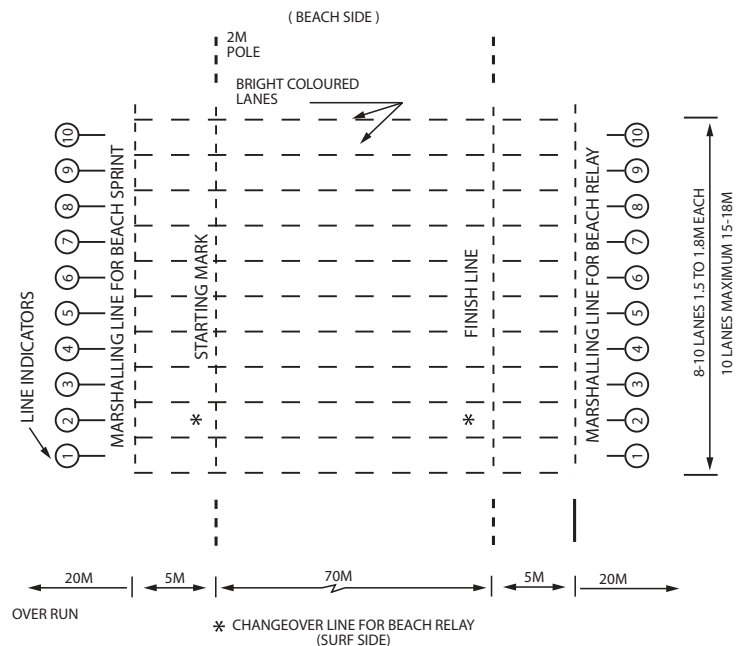 ( BEACH SIDE )
2M
POLE
BRIGHT COLOURED
LANES
10
9
8
7
6
5
4
3
2
1
LINE INDICATORS
MARSHALLING LINE FOR BEACH SPRINT
STARTING MARK
*
FINISH LINE
*
MARSHALLING LINE FOR BEACH RELAY
10
9
8
7
6
5
4
3
2
1
8-10 LANES 1.5 TO 1.8M EACH
10 LANES MAXIMUM 15-18M
20M
5M
70M
5M
20M
OVER RUN
* CHANGEOVER LINE FOR BEACH RELAY
(SURF SIDE)